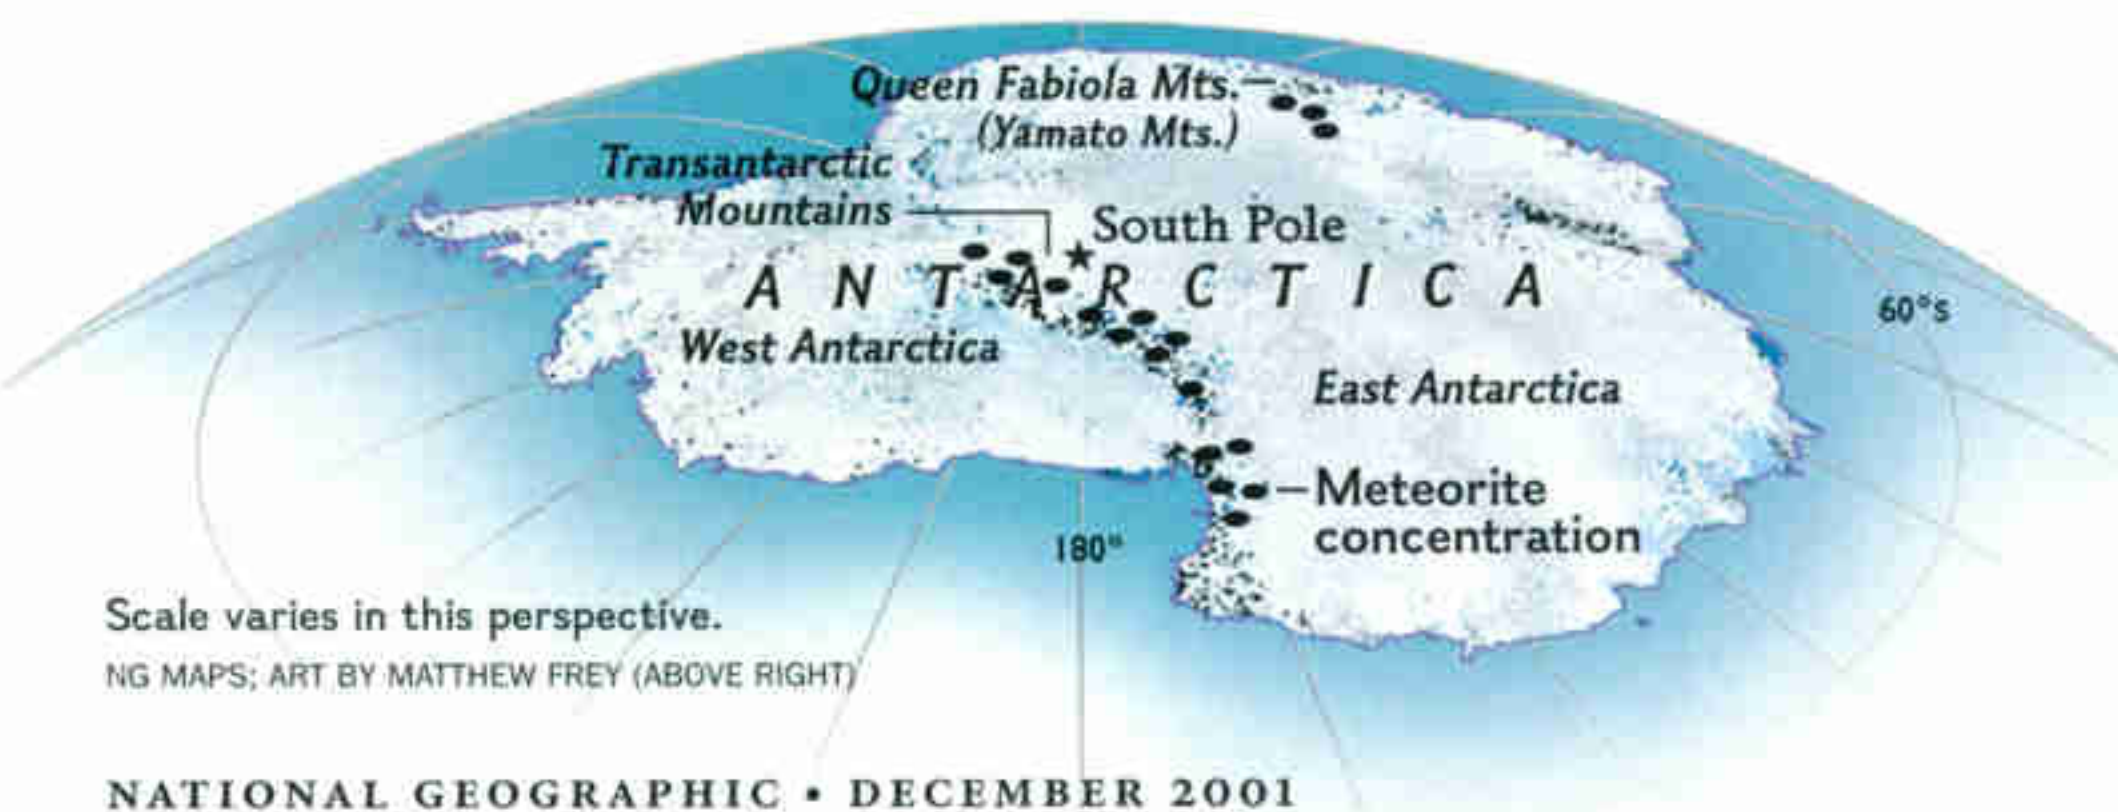 Queen Fabiola Mts.
(Yamato Mts.)
Transantarctic
Mountains
South Pole
ANTARCTICA
60°S
West Antarctica
East Antarctica
Meteorite
concentration
180°
Scale varies in this perspective.
NG MAPS; ART BY MATTHEW FREY (ABOVE RIGHT)
NATIONAL GEOGRAPHIC • DECEMBER 2001